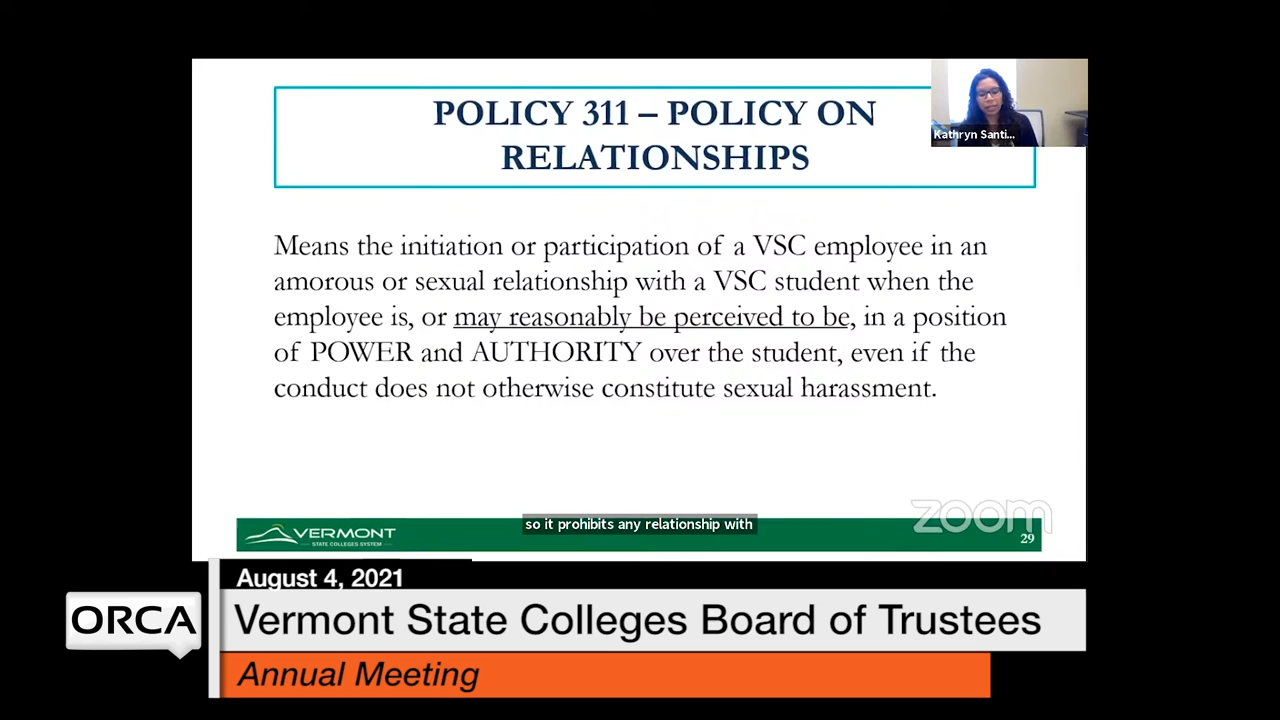 POLICY 311 – POLICY ON
RELATIONSHIPS
Kathryn Santi...
Means the initiation or participation of a VSC employee in an
amorous or sexual relationship with a VSC student when the
employee is, or may reasonably be perceived to be, in a position
of POWER and AUTHORITY over the student, even if the
conduct does not otherwise constitute sexual harassment.
zoom
so it prohibits any relationship with
VERMONT
STATE COLLEGES SYSTEM
29
August 4, 2021
ORCA
Vermont State Colleges Board of Trustees
Annual Meeting